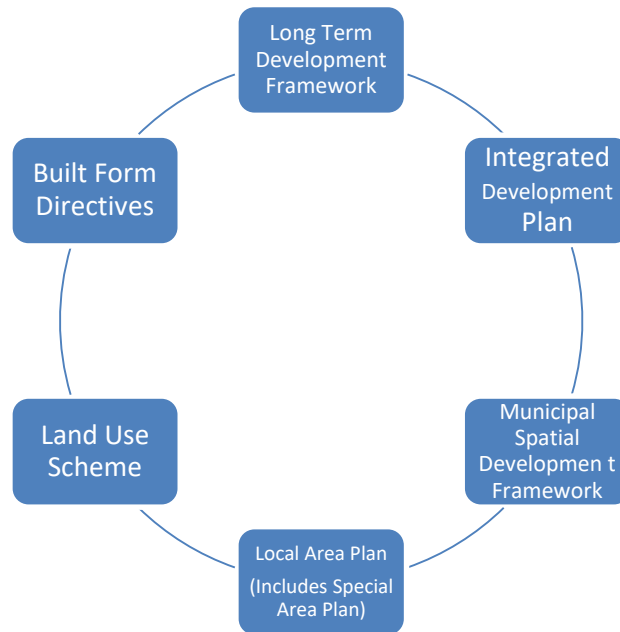 Long Term
Development
Framework
Integrated
Development
Plan
Municipal
Spatial
Developmen t
Framework
Local Area Plan
(Includes Special
Area Plan)
Land Use
Scheme
Built Form
Directives